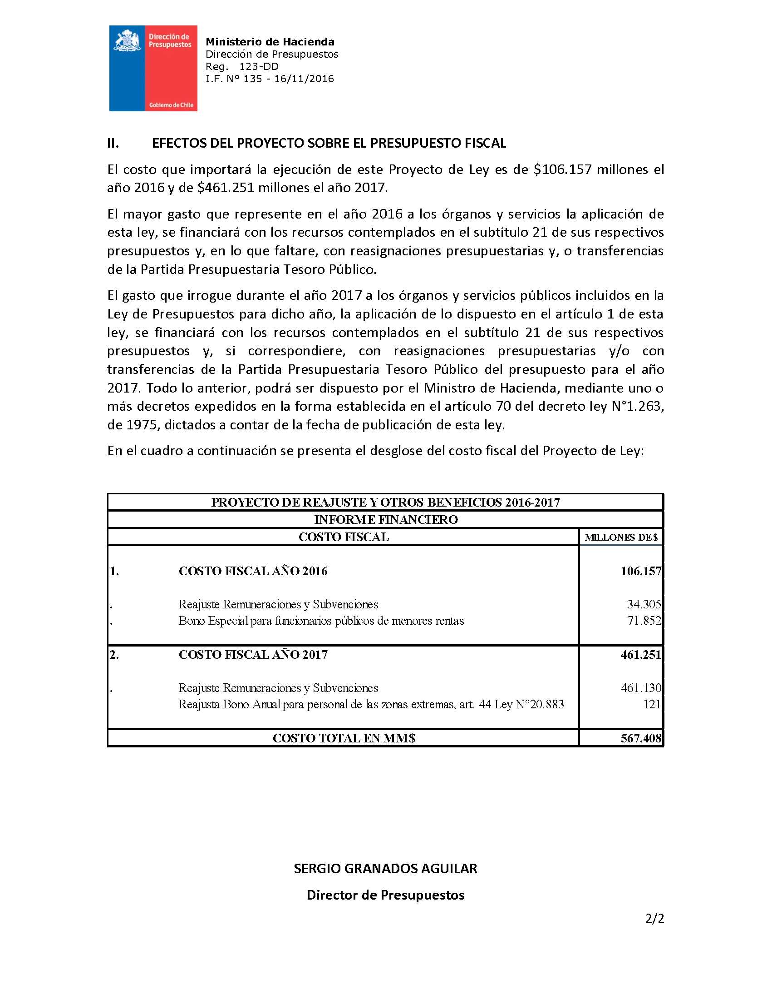 Dirección de
Presupuestos
Gobierno de Chile
Ministerio de Hacienda
Dirección de Presupuestos
Reg. 123-DD
I.F. N° 135 - 16/11/2016
II. EFECTOS DEL PROYECTO SOBRE EL PRESUPUESTO FISCAL
El costo que importará la ejecución de este Proyecto de Ley es de $106.157 millones el
año 2016 y de $461.251 millones el año 2017.
El mayor gasto que represente en el año 2016 a los órganos y servicios la aplicación de
esta ley, se financiará con los recursos contemplados en el subtítulo 21 de sus respectivos
presupuestos y, en lo que faltare, con reasignaciones presupuestarias y, o transferencias
de la Partida Presupuestaria Tesoro Público.
El gasto que irrogue durante el año 2017 a los órganos y servicios públicos incluidos en la
Ley de Presupuestos para dicho año, la aplicación de lo dispuesto en el artículo 1 de esta
ley, se financiará con los recursos contemplados en el subtítulo 21 de sus respectivos
presupuestos y, si correspondiere, con reasignaciones presupuestarias y/o con
transferencias de la Partida Presupuestaria Tesoro Público del presupuesto para el año
2017. Todo lo anterior, podrá ser dispuesto por el Ministro de Hacienda, mediante uno o
más decretos expedidos en la forma establecida en el artículo 70 del decreto ley N°1.263,
de 1975, dictados a contar de la fecha de publicación de esta ley.
En el cuadro a continuación se presenta el desglose del costo fiscal del Proyecto de Ley:
PROYECTO DE REAJUSTE Y OTROS BENEFICIOS 2016-2017
INFORME FINANCIERO
COSTO FISCAL MILLONES DE $
1. COSTO FISCAL AÑO 2016 106.157
. Reajuste Remuneraciones y Subvenciones 34.305
. Bono Especial para funcionarios públicos de menores rentas 71.852
2. COSTO FISCAL AÑO 2017 461.251
. Reajuste Remuneraciones y Subvenciones 461.130
Reajusta Bono Anual para personal de las zonas extremas, art. 44 Ley N°20.883 121
COSTO TOTAL EN MM$ 567.408
SERGIO GRANADOS AGUILAR
Director de Presupuestos
2/2